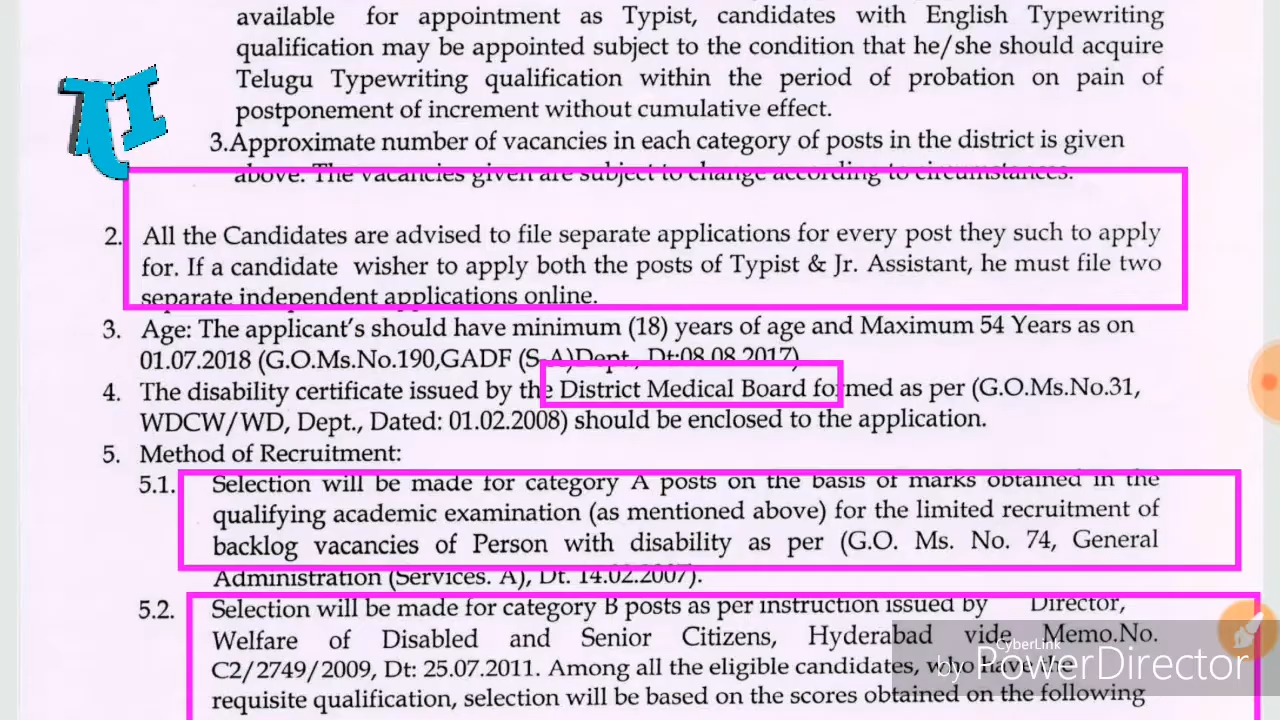 available for appointment as Typist, candidates with English Typewriting
qualification may be appointed subject to the condition that he/she should acquire
Telugu Typewriting qualification within the period of probation on pain of
postponement of increment without cumulative effect.
3.Approximate number of vacancies in each category of posts in the district is given
above. The vacancies given are subject to change according to circumstances.
2. All the Candidates are advised to file separate applications for every post they such to apply
for. If a candidate wisher to apply both the posts of Typist & Jr. Assistant, he must file two
separate independent applications online.
3. Age: The applicant's should have minimum (18) years of age and Maximum 54 Years as on
01.07.2018 (G.O.Ms.No.190,GADF (S-A)Dept., Dt:08.08.2017)
4. The disability certificate issued by the District Medical Board formed as per (G.O.Ms.No.31,
WDCW/WD, Dept., Dated: 01.02.2008) should be enclosed to the application.
5. Method of Recruitment:
5.1. Selection will be made for category A posts on the basis of marks obtained in the
qualifying academic examination (as mentioned above) for the limited recruitment of
backlog vacancies of Person with disability as per (G.O. Ms. No. 74, General
Administration (Services. A), Dt. 14.02.2007).
5.2. Selection will be made for category B posts as per instruction issued by Director,
Welfare of Disabled and Senior Citizens, Hyderabad vide Memo.No.
C2/2749/2009, Dt: 25.07.2011. Among all the eligible candidates, who have the
requisite qualification, selection will be based on the scores obtained on the following
TI
CyberLink
by PowerDirector